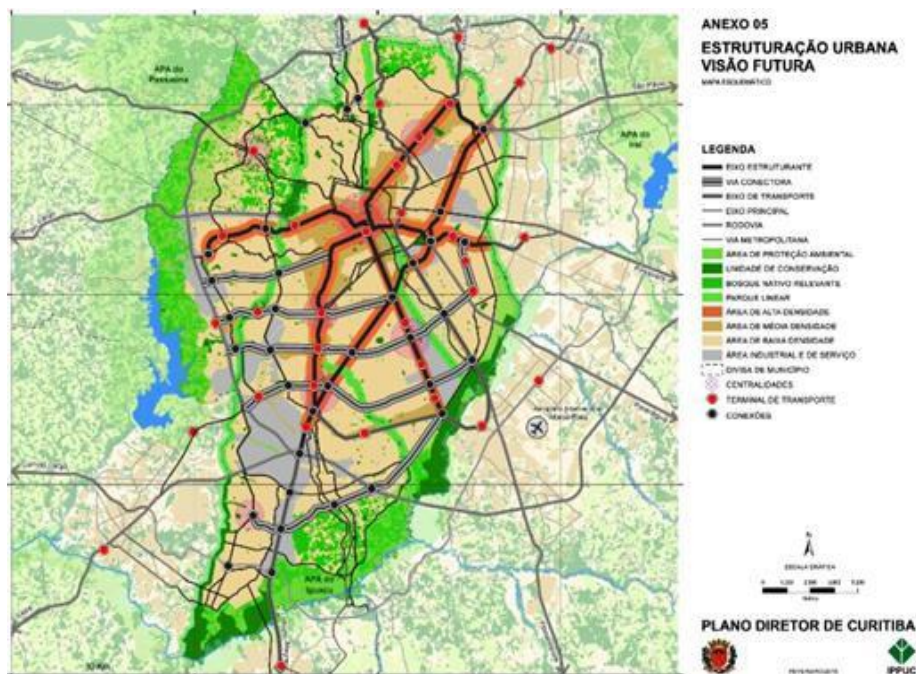 ANEXO 05
ESTRUTURAÇÃO URBANA
VISÃO FUTURA
MAPA ESQUEMÁTICO
LEGENDA
EIXO ESTRUTURANTE
VIA CONECTORA
EIXO DE TRANSPORTE
EIXO PRINCIPAL
RODOVIA
VIA METROPOLITANA
ÁREA DE PROTEÇÃO AMBIENTAL
UNIDADE DE CONSERVAÇÃO
BOSQUE NATIVO RELEVANTE
PARQUE LINEAR
ÁREA DE ALTA DENSIDADE
ÁREA DE MÉDIA DENSIDADE
ÁREA DE BAIXA DENSIDADE
ÁREA INDUSTRIAL E DE SERVIÇO
DIVISA DE MUNICÍPIO
CENTRALIDADES
TERMINAL DE TRANSPORTE
CONEXÕES
APA do
Passaúna
APA do
Iraí
APA do
Iguaçu
N
ESCALA GRÁFICA
PLANO DIRETOR DE CURITIBA
IPPUC